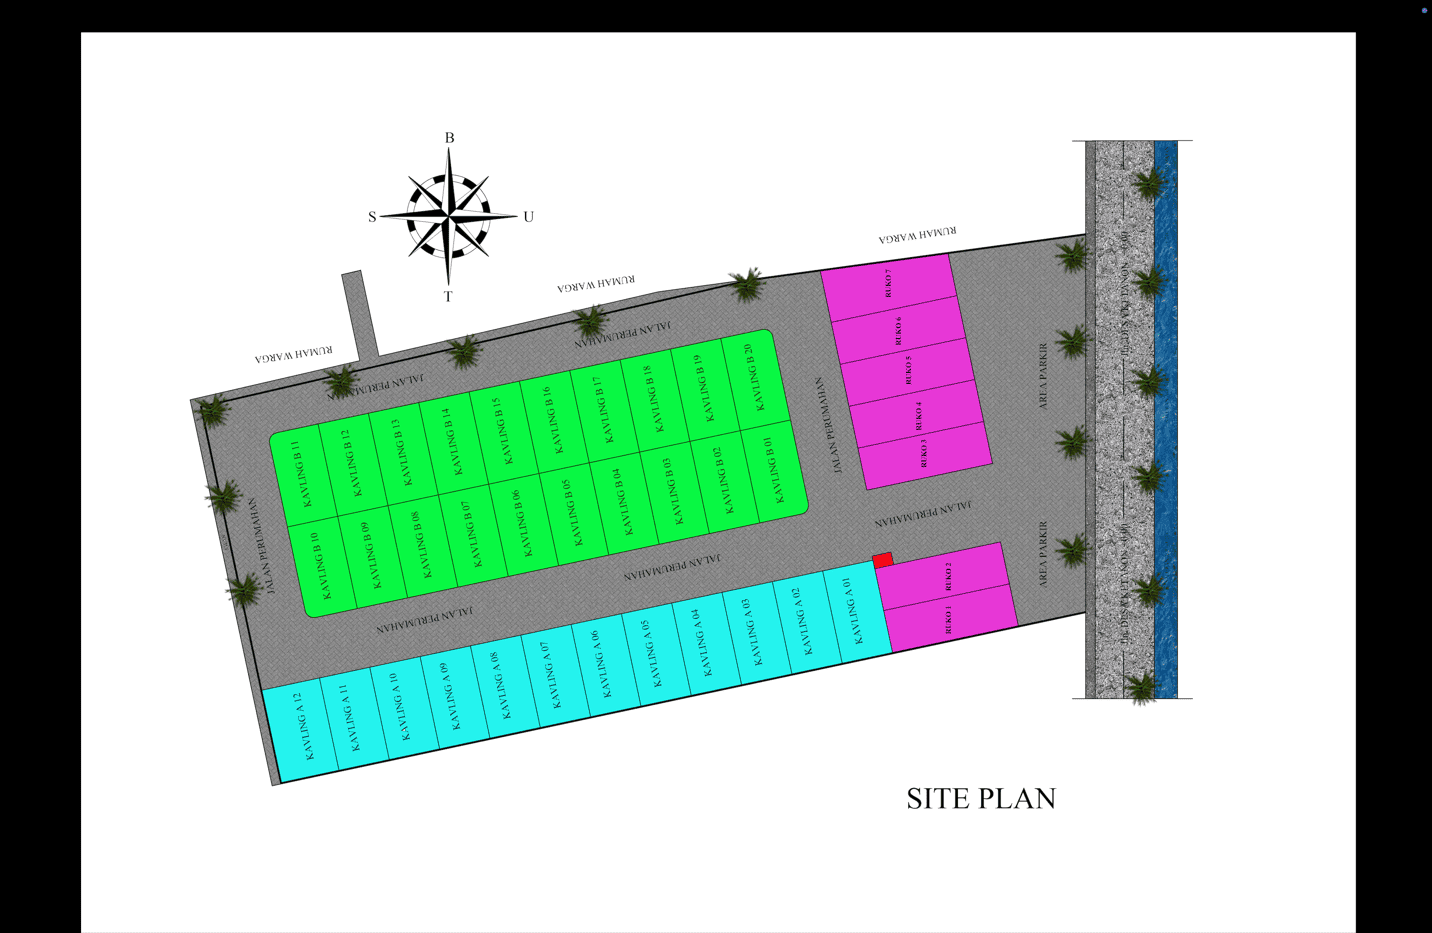 B
S
U
T
RUMAH WARGA
RUMAH WARGA
RUMAH WARGA
JALAN PERUMAHAN
JALAN PERUMAHAN
JALAN PERUMAHAN
JALAN PERUMAHAN
JALAN PERUMAHAN
JALAN PERUMAHAN
JALAN PERUMAHAN
KAVLING B 11
KAVLING B 12
KAVLING B 13
KAVLING B 14
KAVLING B 15
KAVLING B 16
KAVLING B 17
KAVLING B 18
KAVLING B 19
KAVLING B 20
KAVLING B 10
KAVLING B 09
KAVLING B 08
KAVLING B 07
KAVLING B 06
KAVLING B 05
KAVLING B 04
KAVLING B 03
KAVLING B 02
KAVLING B 01
KAVLING A 12
KAVLING A 11
KAVLING A 10
KAVLING A 09
KAVLING A 08
KAVLING A 07
KAVLING A 06
KAVLING A 05
KAVLING A 04
KAVLING A 03
KAVLING A 02
KAVLING A 01
RUKO 7
RUKO 6
RUKO 5
RUKO 4
RUKO 3
RUKO 2
RUKO 1
AREA PARKIR
AREA PARKIR
SITE PLAN